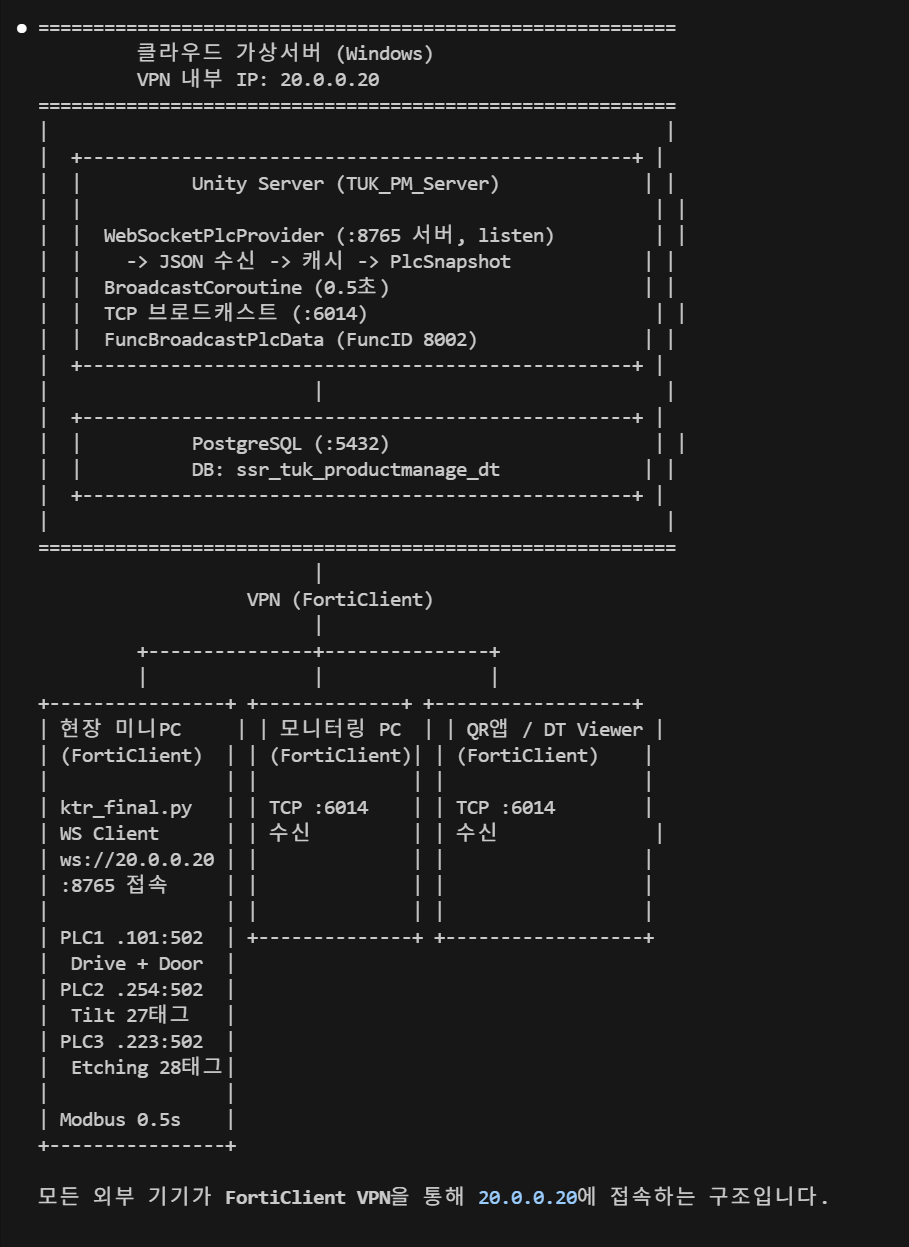 ● ==========================================================
클라우드 가상서버 (Windows)
VPN 내부 IP: 20.0.0.20
==========================================================
| |
| +--------------------------------------------------+ |
| | Unity Server (TUK_PM_Server) | |
| | | |
| | WebSocketPlcProvider (:8765 서버, listen) | |
| | -> JSON 수신 -> 캐시 -> PlcSnapshot | |
| | BroadcastCoroutine (0.5초) | |
| | TCP 브로드캐스트 (:6014) | |
| | FuncBroadcastPlcData (FuncID 8002) | |
| +--------------------------------------------------+ |
| | |
| +--------------------------------------------------+ |
| | PostgreSQL (:5432) | |
| | DB: ssr_tuk_productmanage_dt | |
| +--------------------------------------------------+ |
| |
==========================================================
|
VPN (FortiClient)
|
+---------------+---------------+
| | |
+----------------+ +-------------+ +------------------+
| 현장 미니PC | | 모니터링 PC | | QR앱 / DT Viewer |
| (FortiClient) | | (FortiClient)| | (FortiClient) |
| | | | | |
| ktr_final.py | | TCP :6014 | | TCP :6014 |
| WS Client | | 수신 | | 수신 |
| ws://20.0.0.20 | | | | |
| :8765 접속 | | | | |
| | | | | |
| PLC1 .101:502 | +--------------+ +------------------+
| Drive + Door |
| PLC2 .254:502 |
| Tilt 27태그 |
| PLC3 .223:502 |
| Etching 28태그|
| |
| Modbus 0.5s |
+----------------+
모든 외부 기기가 FortiClient VPN을 통해 20.0.0.20에 접속하는 구조입니다.